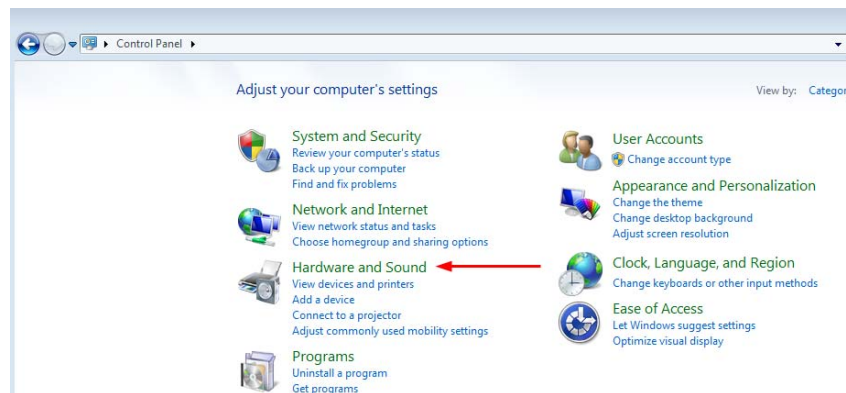 Control Panel
Adjust your computer's settings
View by:
System and Security
Review your computer's status
Back up your computer
Find and fix problems
Network and Internet
View network status and tasks
Choose homegroup and sharing options
Hardware and Sound
View devices and printers
Add a device
Connect to a projector
Adjust commonly used mobility settings
Programs
Uninstall a program
Get programs
User Accounts
Change account type
Appearance and Personalization
Change the theme
Change desktop background
Adjust screen resolution
Clock, Language, and Region
Change keyboards or other input methods
Ease of Access
Let Windows suggest settings
Optimize visual display